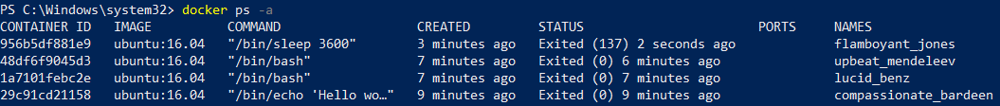 PS C:\Windows\system32> docker ps -a
CONTAINER ID IMAGE COMMAND CREATED STATUS PORTS NAMES
956b5df881e9 ubuntu:16.04 "/bin/sleep 3600" 3 minutes ago Exited (137) 2 seconds ago flamboyant_jones
48df6f9045d3 ubuntu:16.04 "/bin/bash" 7 minutes ago Exited (0) 6 minutes ago upbeat_mendeleev
1a7101febc2e ubuntu:16.04 "/bin/bash" 7 minutes ago Exited (0) 7 minutes ago lucid_benz
29c91cd21158 ubuntu:16.04 "/bin/echo 'Hello wo…" 9 minutes ago Exited (0) 9 minutes ago compassionate_bardeen